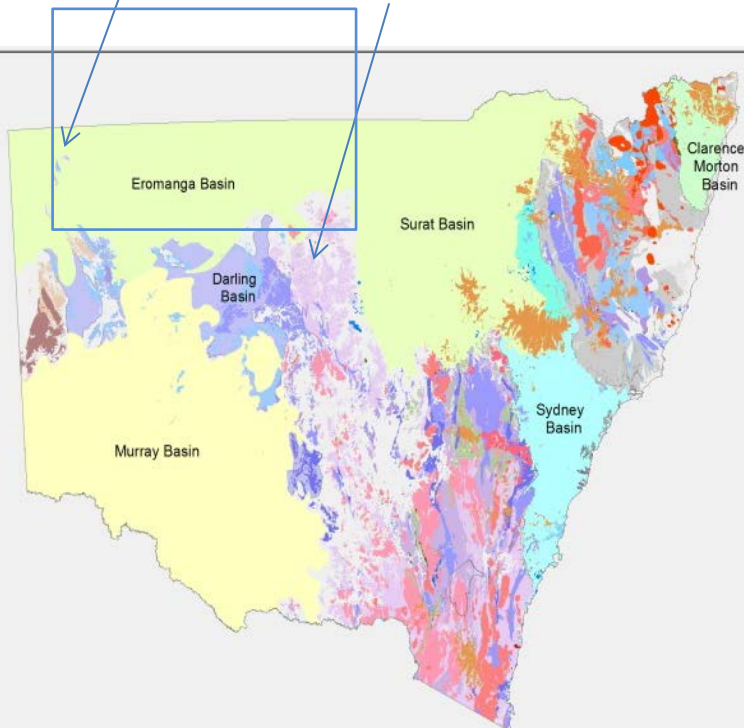 Clarence
Morton
Basin
Eromanga Basin
Surat Basin
Darling
Basin
Sydney
Basin
Murray Basin